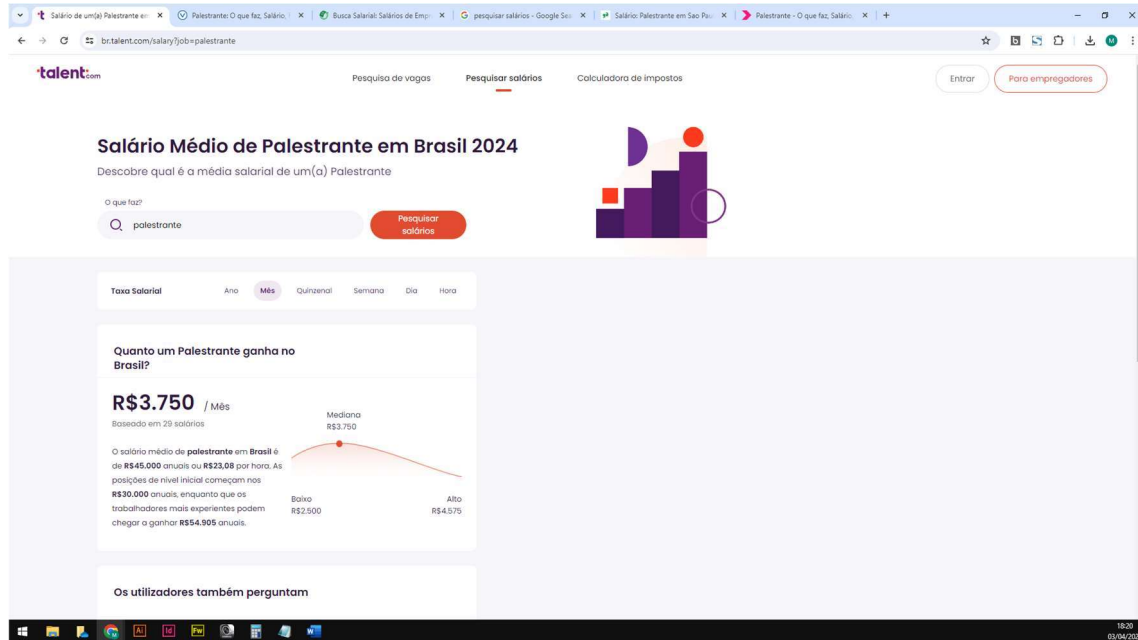 Salário de um(a) Palestrante em
Palestrante: O que faz, Salário,
Busca Salarial: Salários de Emp
pesquisar salários - Google Sea
Salário: Palestrante em Sao Pau
Palestrante - O que faz, Salário
br.talent.com/salary?job=palestrante
talent.com
Pesquisa de vagas
Pesquisar salários
Calculadora de impostos
Entrar
Para empregadores
Salário Médio de Palestrante em Brasil 2024
Descobre qual é a média salarial de um(a) Palestrante
O que faz?
palestrante
Pesquisar
salários
Taxa Salarial
Ano
Mês
Quinzenal
Semana
Dia
Hora
Quanto um Palestrante ganha no
Brasil?
R$3.750 / Mês
Baseado em 29 salários
Mediana
R$3.750
O salário médio de palestrante em Brasil é
de R$45.000 anuais ou R$23,08 por hora. As
posições de nível inicial começam nos
R$30.000 anuais, enquanto que os
trabalhadores mais experientes podem
chegar a ganhar R$54.905 anuais.
Baixo
R$2.500
Alto
R$4.575
Os utilizadores também perguntam
18:20
03/04/202